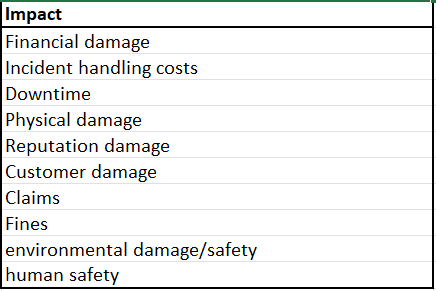 Impact
Financial damage
Incident handling costs
Downtime
Physical damage
Reputation damage
Customer damage
Claims
Fines
environmental damage/safety
human safety